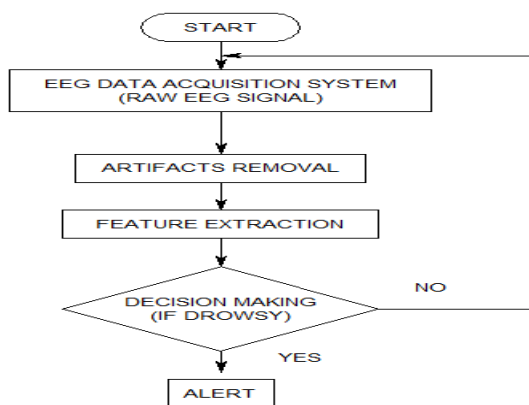 START
EEG DATA ACQUISITION SYSTEM
(RAW EEG SIGNAL)
ARTIFACTS REMOVAL
FEATURE EXTRACTION
DECISION MAKING
(IF DROWSY)
NO
YES
ALERT